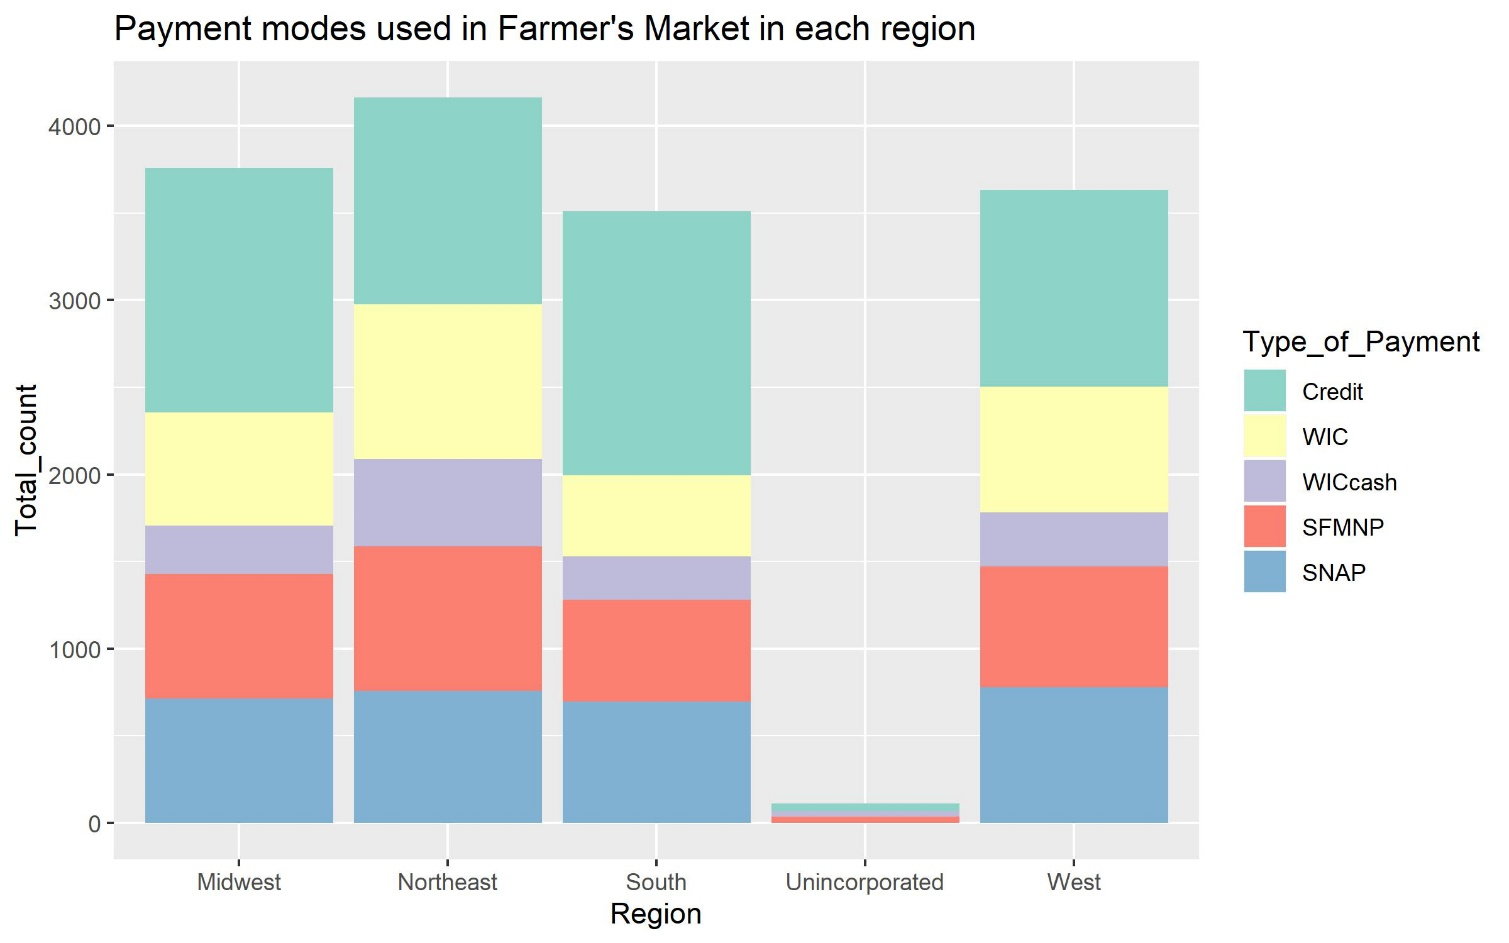 Payment modes used in Farmer's Market in each region
Total_count
4000
3000
2000
1000
0
Midwest
Northeast
South
Unincorporated
West
Region
Type_of_Payment
Credit
WIC
WICcash
SFMNP
SNAP